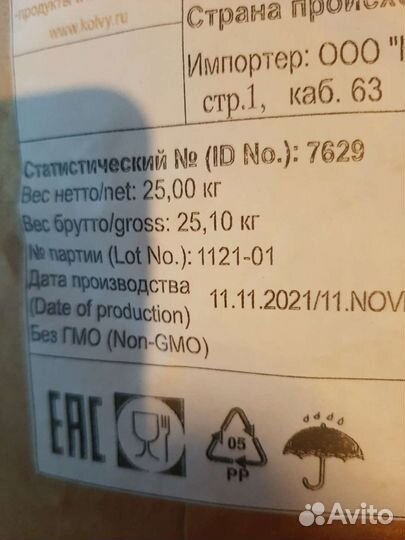 -продукты и
www.kolvy.ru
Страна происхо
Импортер: ООО "
стр.1, каб. 63
Статистический № (ID No.): 7629
Вес нетто/net: 25,00 кг
Вес брутто/gross: 25,10 кг
№ партии (Lot No.): 1121-01
Дата производства
(Date of production) 11.11.2021/11.NOV
Без ГМО (Non-GMO)
EAC
05
PP
Avito